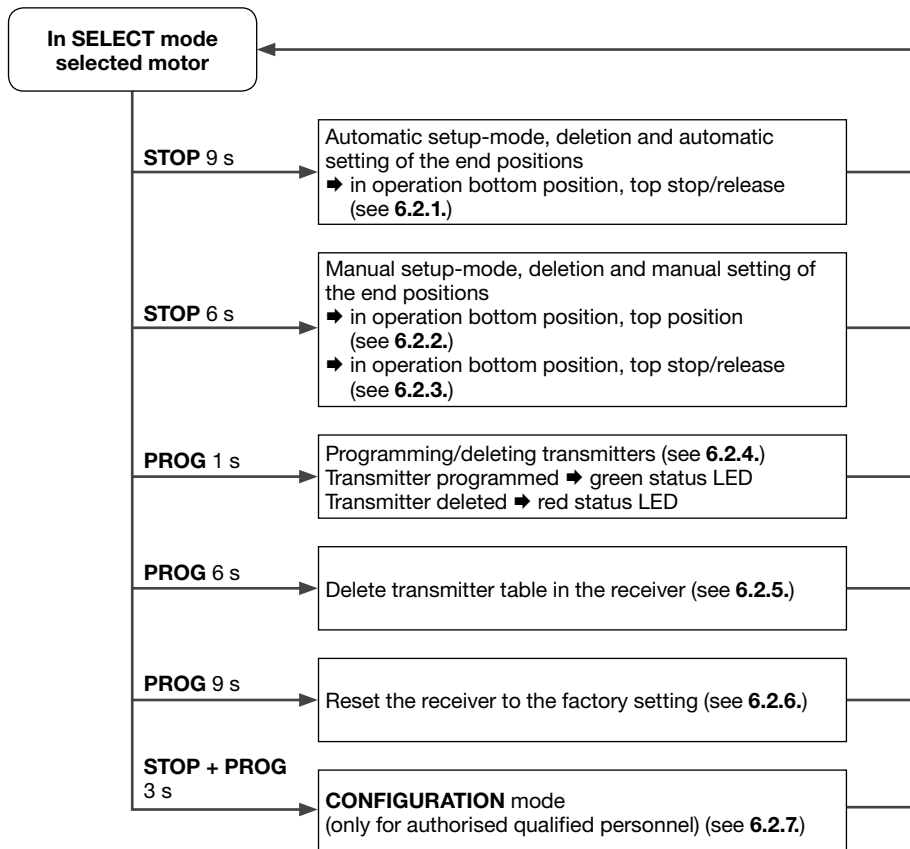 In SELECT mode
selected motor
STOP 9 s
Automatic setup-mode, deletion and automatic
setting of the end positions
➡ in operation bottom position, top stop/release
(see 6.2.1.)
STOP 6 s
Manual setup-mode, deletion and manual setting of
the end positions
➡ in operation bottom position, top position
(see 6.2.2.)
➡ in operation bottom position, top stop/release
(see 6.2.3.)
PROG 1 s
Programming/deleting transmitters (see 6.2.4.)
Transmitter programmed ➡ green status LED
Transmitter deleted ➡ red status LED
PROG 6 s
Delete transmitter table in the receiver (see 6.2.5.)
PROG 9 s
Reset the receiver to the factory setting (see 6.2.6.)
STOP + PROG
3 s
CONFIGURATION mode
(only for authorised qualified personnel) (see 6.2.7.)